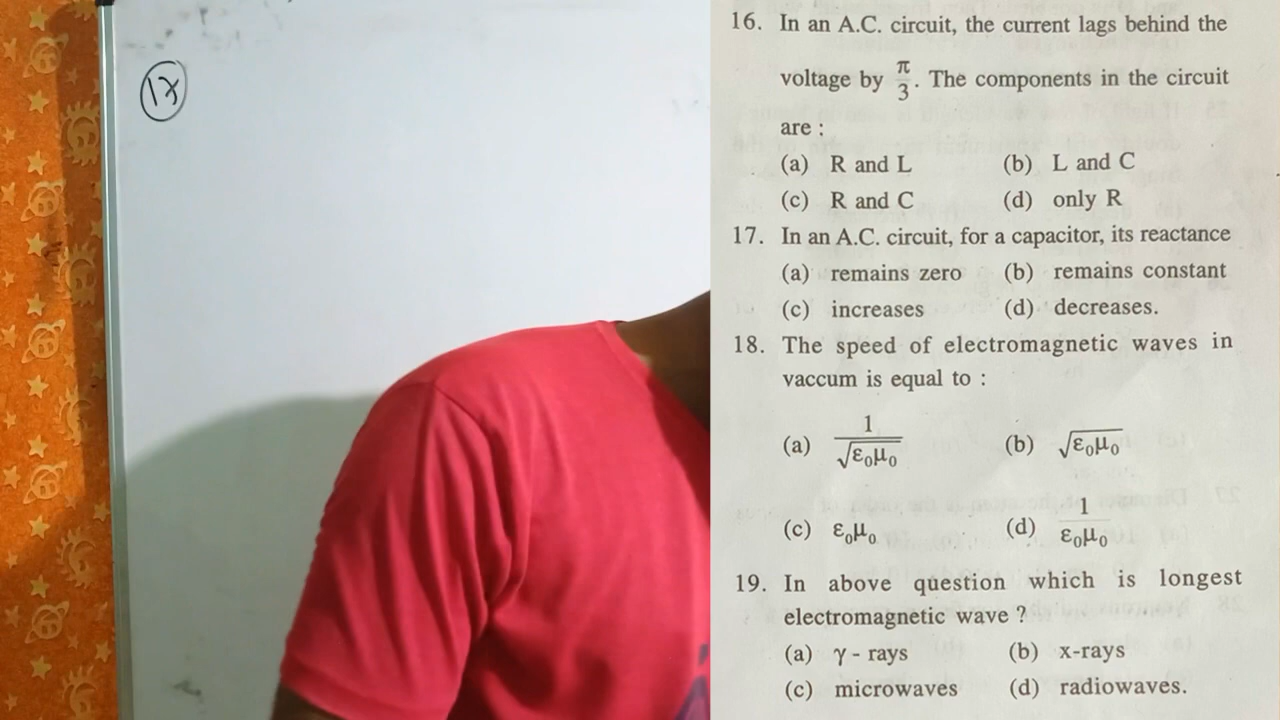 17
16. In an A.C. circuit, the current lags behind the
voltage by π/3. The components in the circuit
are :
(a) R and L (b) L and C
(c) R and C (d) only R
17. In an A.C. circuit, for a capacitor, its reactance
(a) remains zero (b) remains constant
(c) increases (d) decreases.
18. The speed of electromagnetic waves in
vaccum is equal to :
(a) 1/√ε₀μ₀ (b) √ε₀μ₀
(c) ε₀μ₀ (d) 1/ε₀μ₀
19. In above question which is longest
electromagnetic wave ?
(a) γ - rays (b) x-rays
(c) microwaves (d) radiowaves.